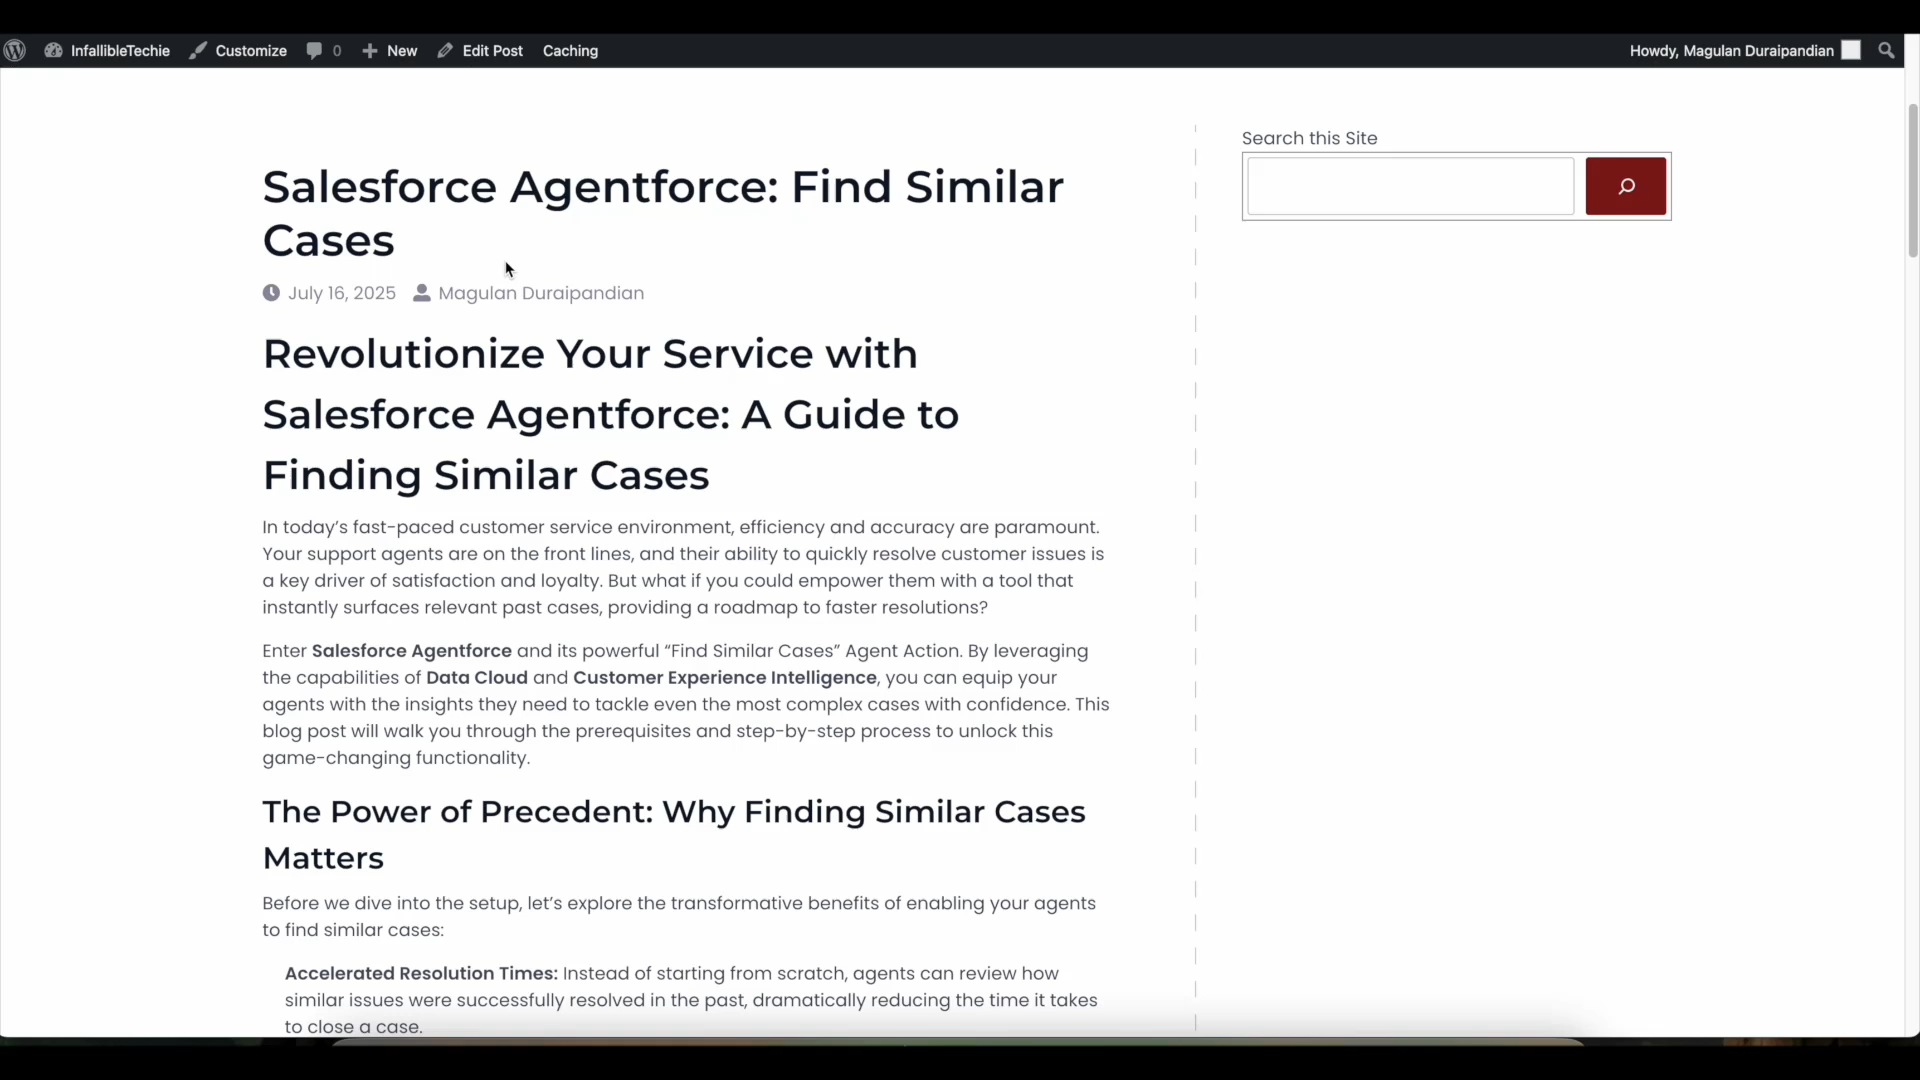 InfallibleTechie Customize 0 New Edit Post Caching Howdy, Magulan Duraipandian
Search this Site
Salesforce Agentforce: Find Similar
Cases
July 16, 2025 Magulan Duraipandian
Revolutionize Your Service with
Salesforce Agentforce: A Guide to
Finding Similar Cases
In today’s fast-paced customer service environment, efficiency and accuracy are paramount.
Your support agents are on the front lines, and their ability to quickly resolve customer issues is
a key driver of satisfaction and loyalty. But what if you could empower them with a tool that
instantly surfaces relevant past cases, providing a roadmap to faster resolutions?
Enter Salesforce Agentforce and its powerful “Find Similar Cases” Agent Action. By leveraging
the capabilities of Data Cloud and Customer Experience Intelligence, you can equip your
agents with the insights they need to tackle even the most complex cases with confidence. This
blog post will walk you through the prerequisites and step-by-step process to unlock this
game-changing functionality.
The Power of Precedent: Why Finding Similar Cases
Matters
Before we dive into the setup, let’s explore the transformative benefits of enabling your agents
to find similar cases:
Accelerated Resolution Times: Instead of starting from scratch, agents can review how
similar issues were successfully resolved in the past, dramatically reducing the time it takes
to close a case.